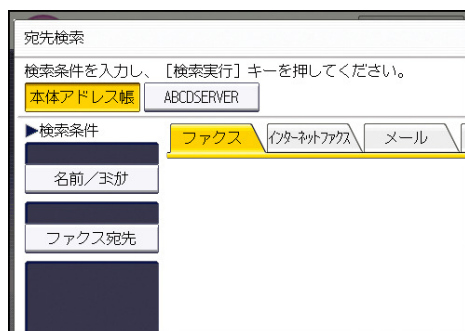 宛先検索
検索条件を入力し、［検索実行］キーを押してください。
本体アドレス帳 ABCDSERVER
▶検索条件
ファクス インターネットファクス メール
名前／ヨミガナ
ファクス宛先